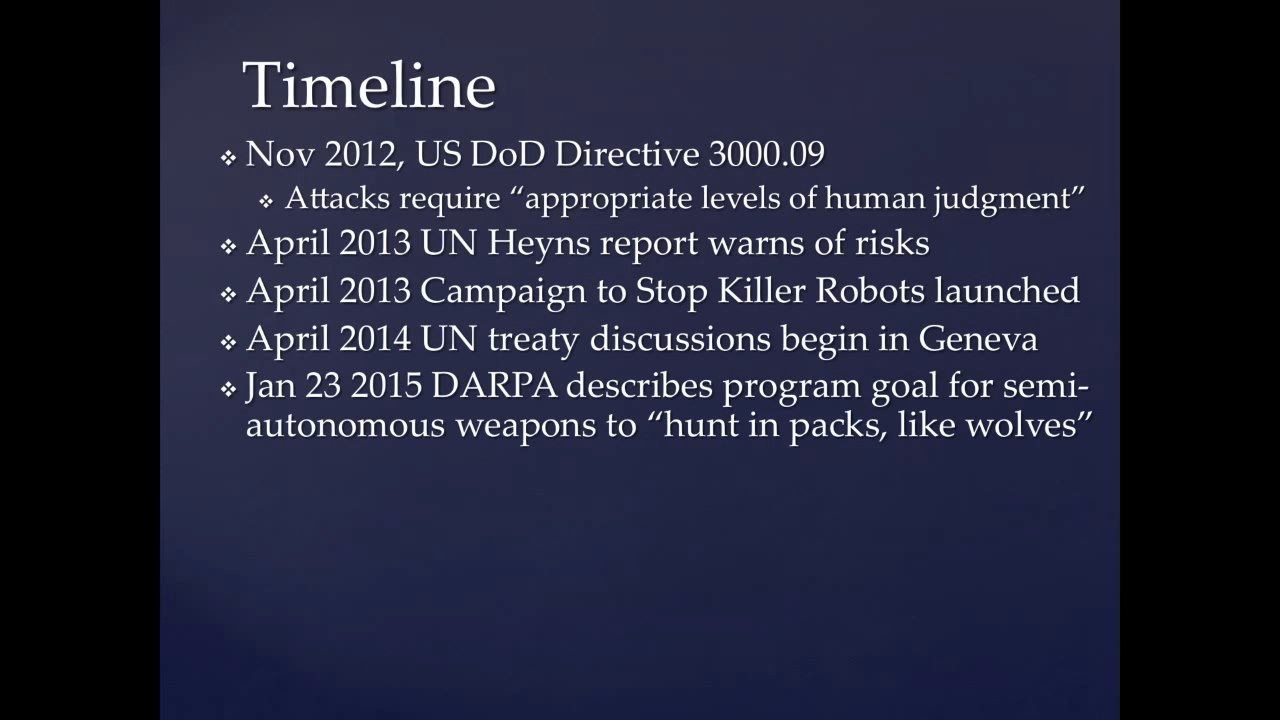 Timeline
❖ Nov 2012, US DoD Directive 3000.09
❖ Attacks require “appropriate levels of human judgment”
❖ April 2013 UN Heyns report warns of risks
❖ April 2013 Campaign to Stop Killer Robots launched
❖ April 2014 UN treaty discussions begin in Geneva
❖ Jan 23 2015 DARPA describes program goal for semi-
autonomous weapons to “hunt in packs, like wolves”